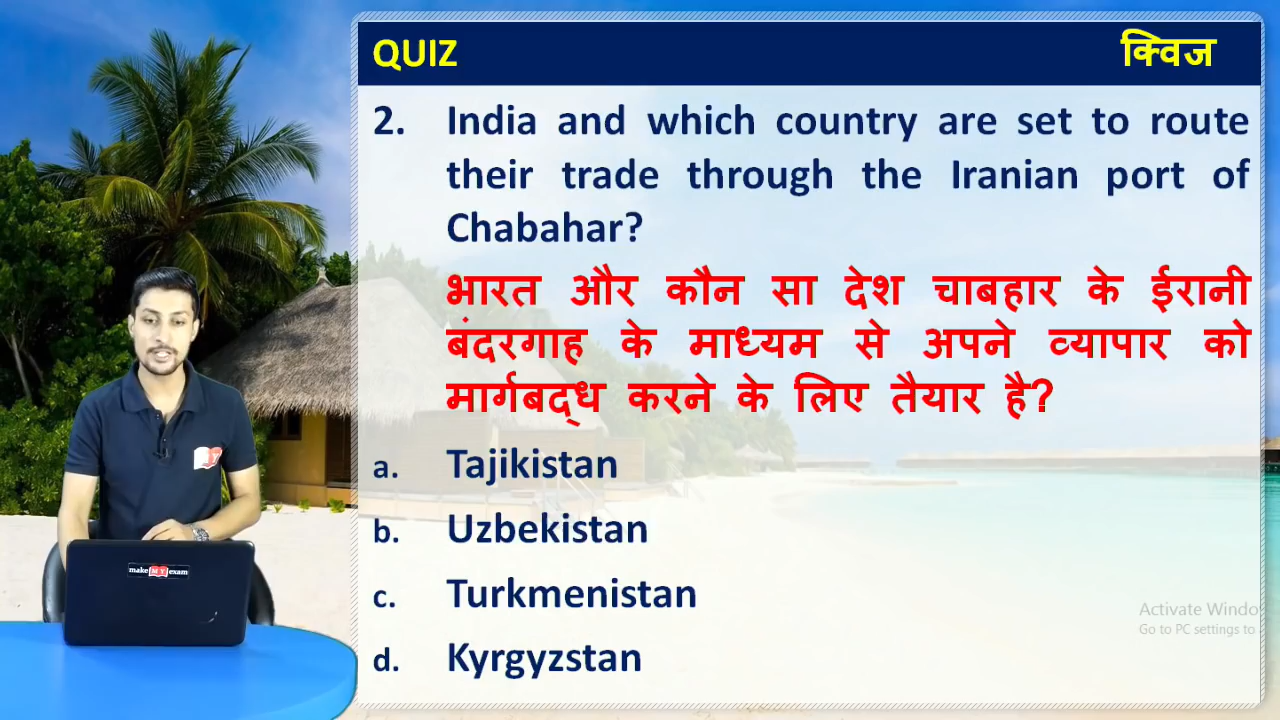 QUIZ क्विज
2. India and which country are set to route
their trade through the Iranian port of
Chabahar?
भारत और कौन सा देश चाबहार के ईरानी
बंदरगाह के माध्यम से अपने व्यापार को
मार्गबद्ध करने के लिए तैयार है?
a. Tajikistan
b. Uzbekistan
c. Turkmenistan
d. Kyrgyzstan
Activate Windo
Go to PC settings to
make MY exam